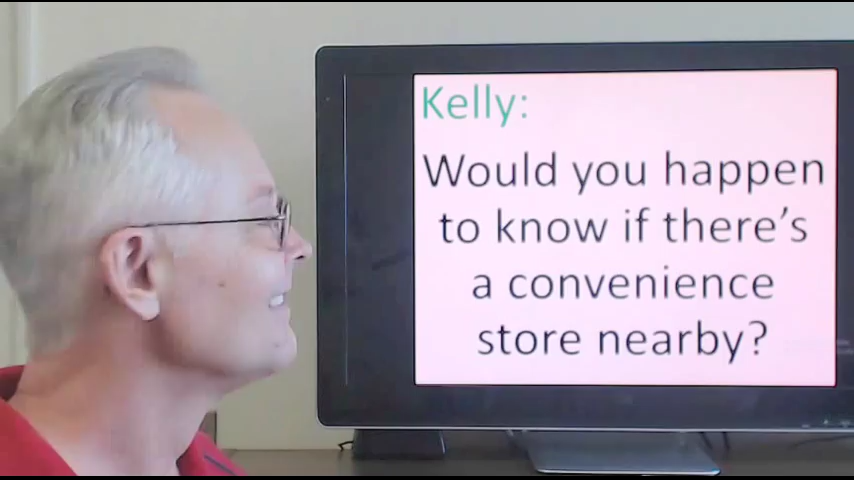 Kelly:
Would you happen
to know if there's
a convenience
store nearby?